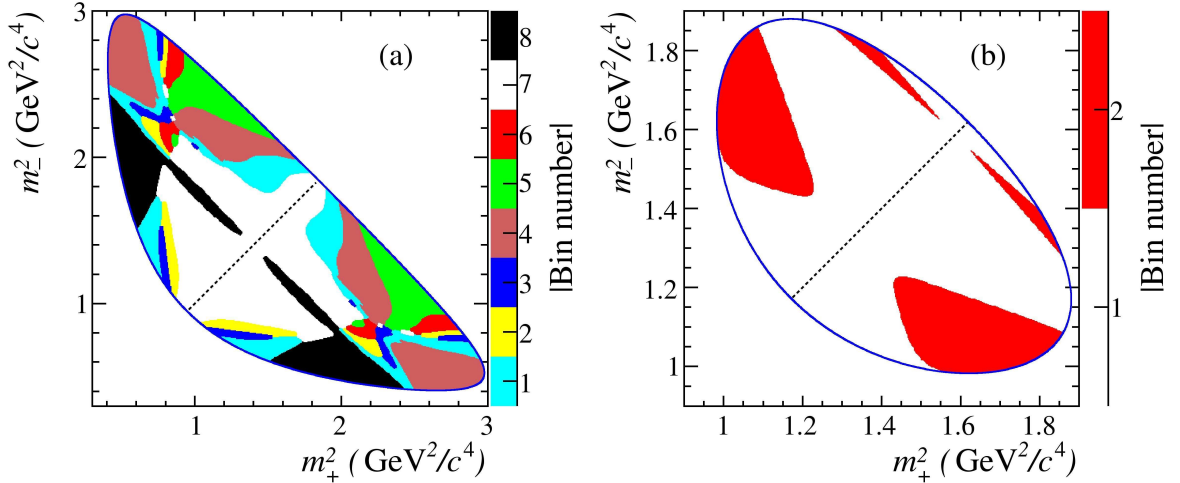 (a)
m²₋ (GeV²/c⁴)
3
2
1
1 2 3
m²₊ (GeV²/c⁴)
8
7
6
5
4
3
2
1
|Bin number|
(b)
m²₋ (GeV²/c⁴)
1.8
1.6
1.4
1.2
1
1 1.2 1.4 1.6 1.8
m²₊ (GeV²/c⁴)
2
1
|Bin number|